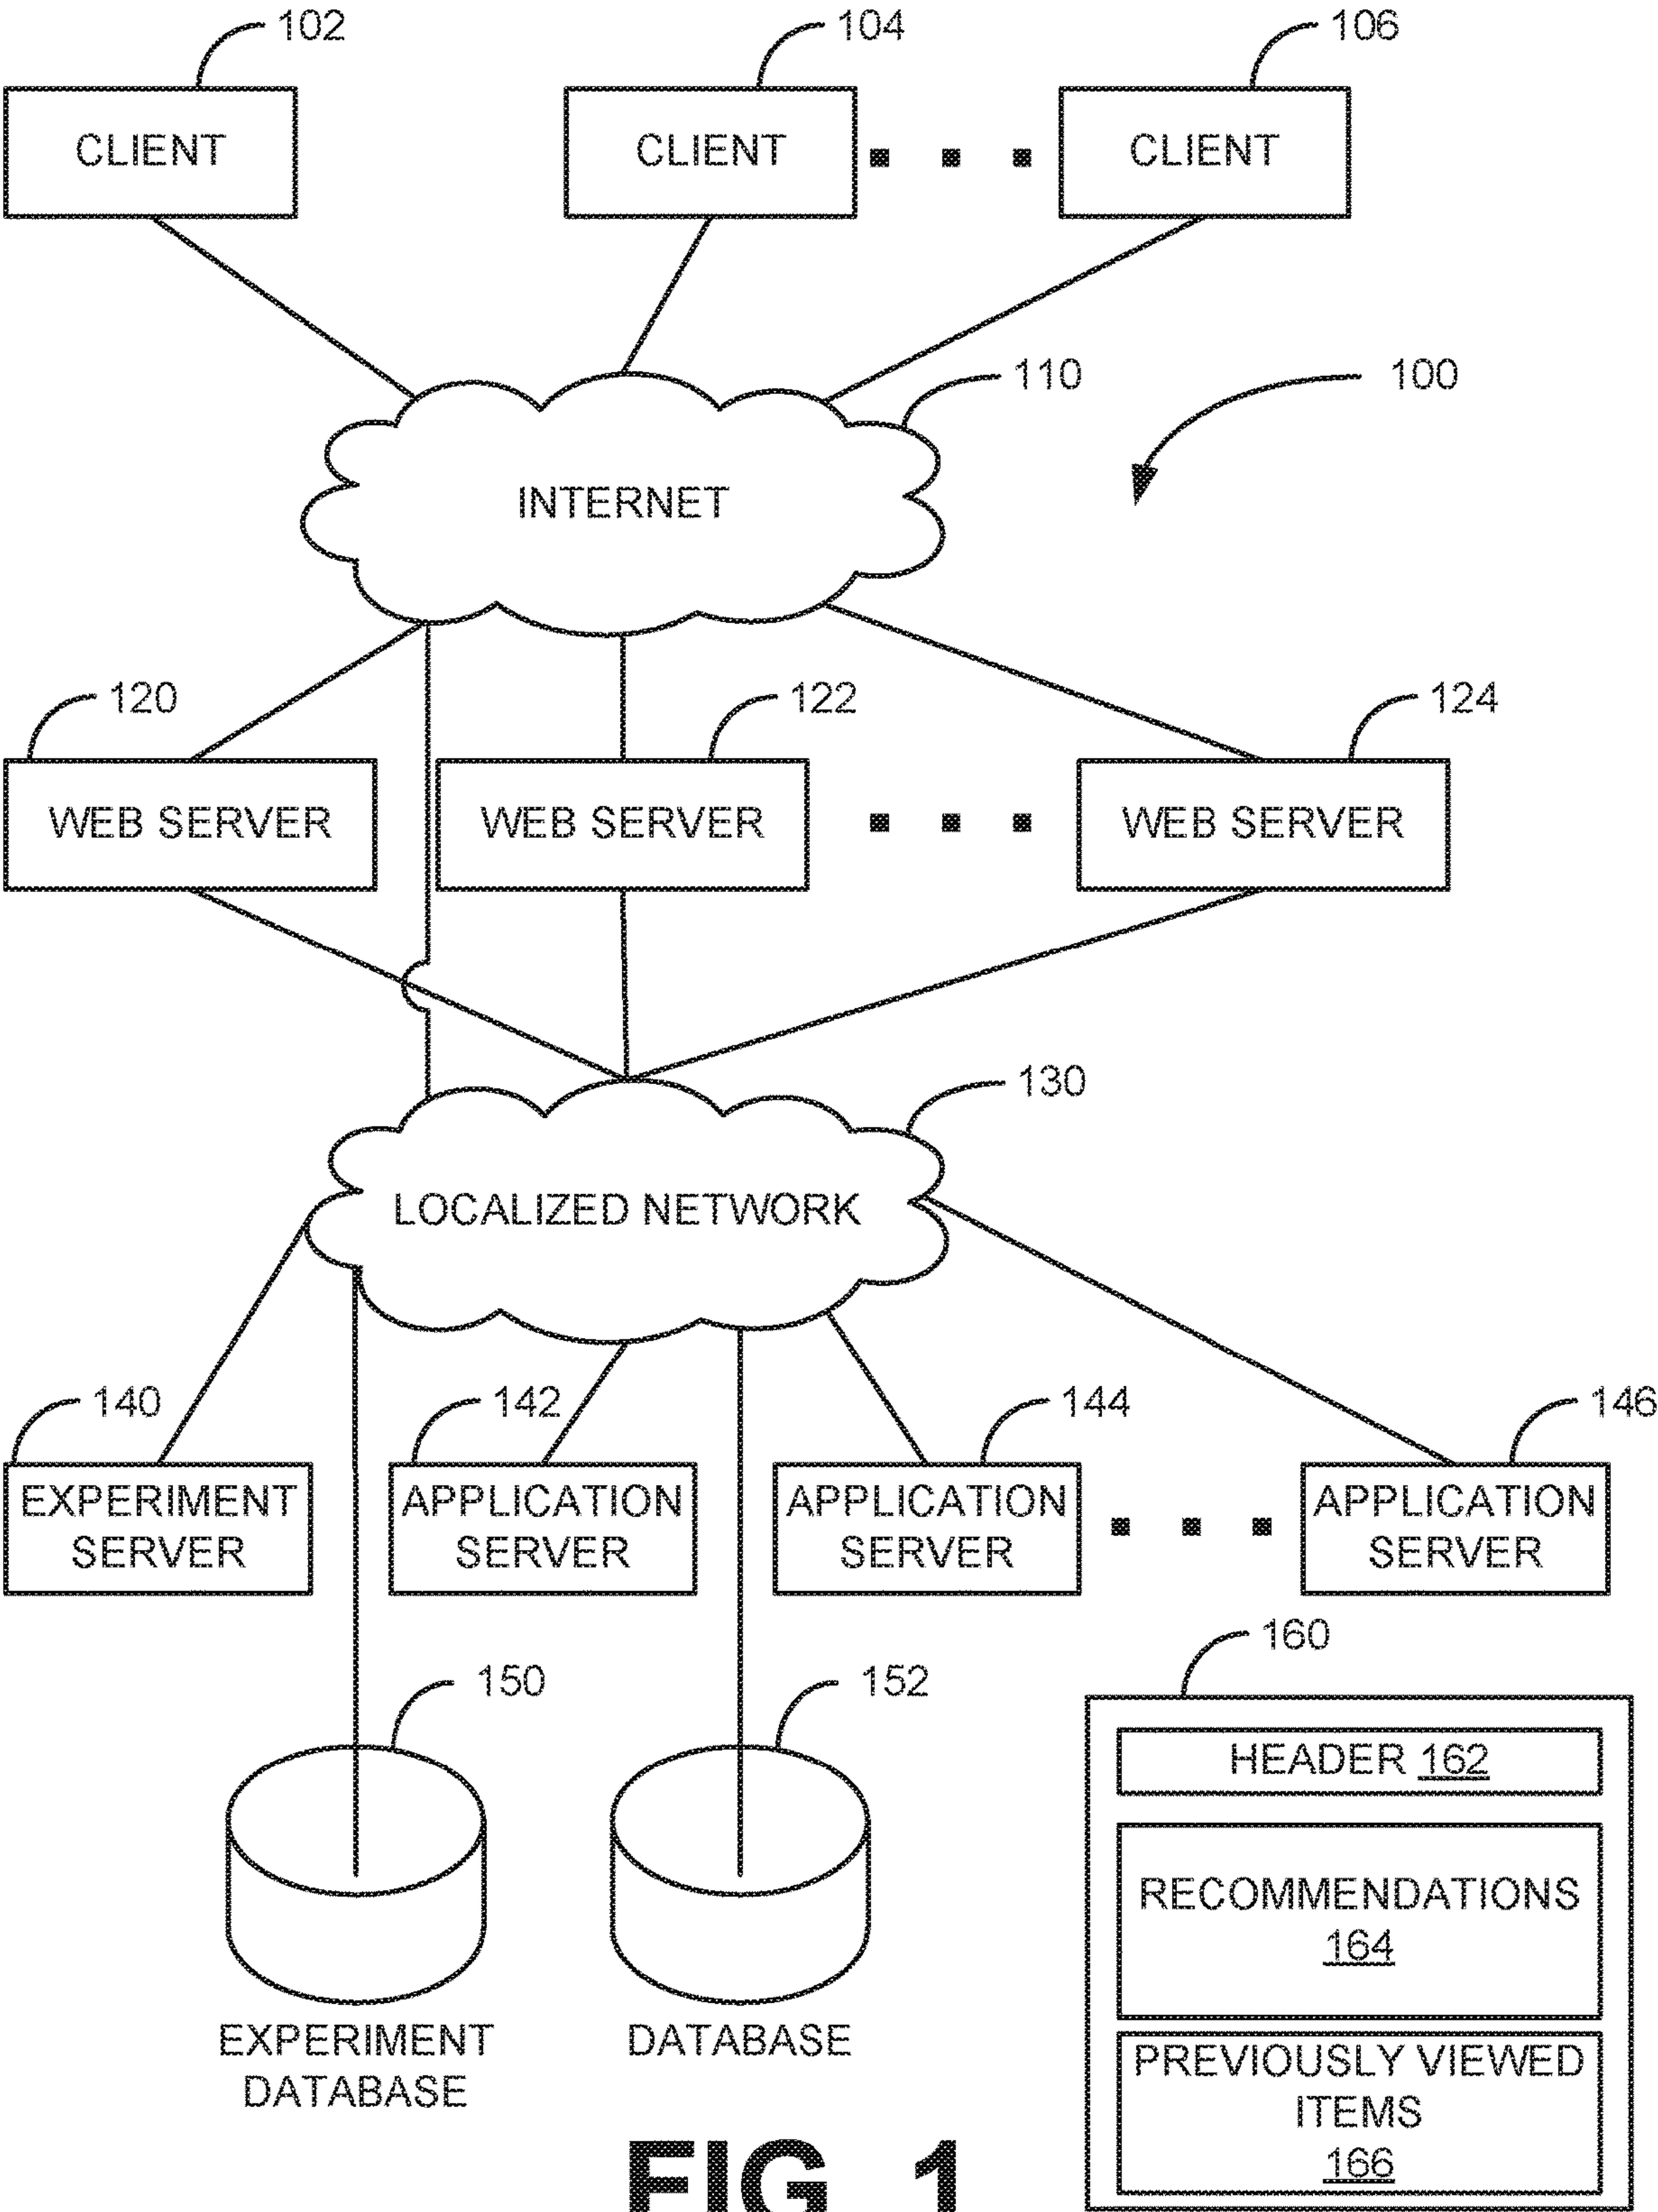 102
104
106
CLIENT
CLIENT
CLIENT
110
100
INTERNET
120
122
124
WEB SERVER
WEB SERVER
WEB SERVER
130
LOCALIZED NETWORK
140
142
144
146
EXPERIMENT
SERVER
APPLICATION
SERVER
APPLICATION
SERVER
APPLICATION
SERVER
150
152
160
EXPERIMENT
DATABASE
DATABASE
HEADER 162
RECOMMENDATIONS
164
PREVIOUSLY VIEWED
ITEMS
166
FIG. 1